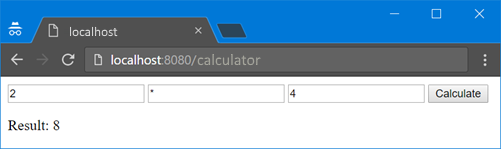 localhost
localhost:8080/calculator
2 * 4 Calculate
Result: 8